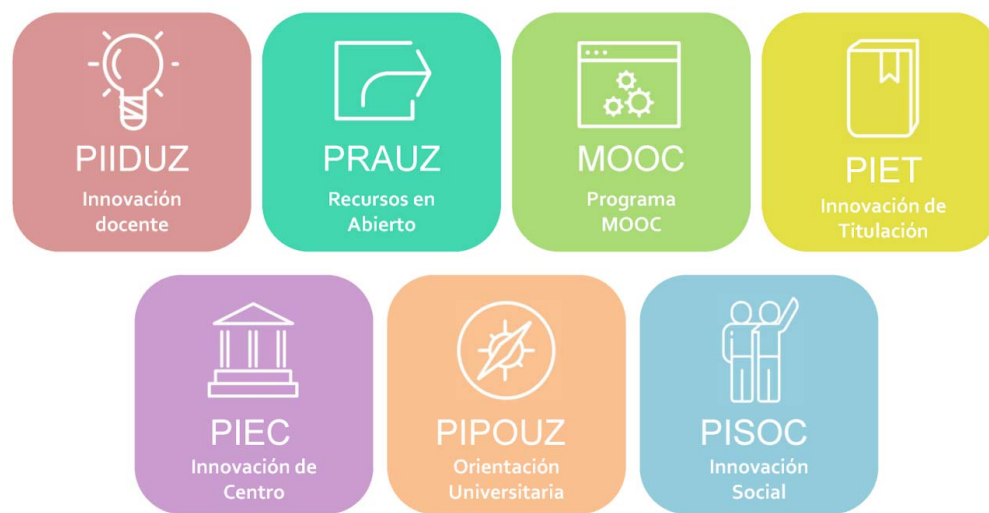 PIIDUZ
Innovación
docente
PRAUZ
Recursos en
Abierto
MOOC
Programa
MOOC
PIET
Innovación de
Titulación
PIEC
Innovación de
Centro
PIPOUZ
Orientación
Universitaria
PISOC
Innovación
Social